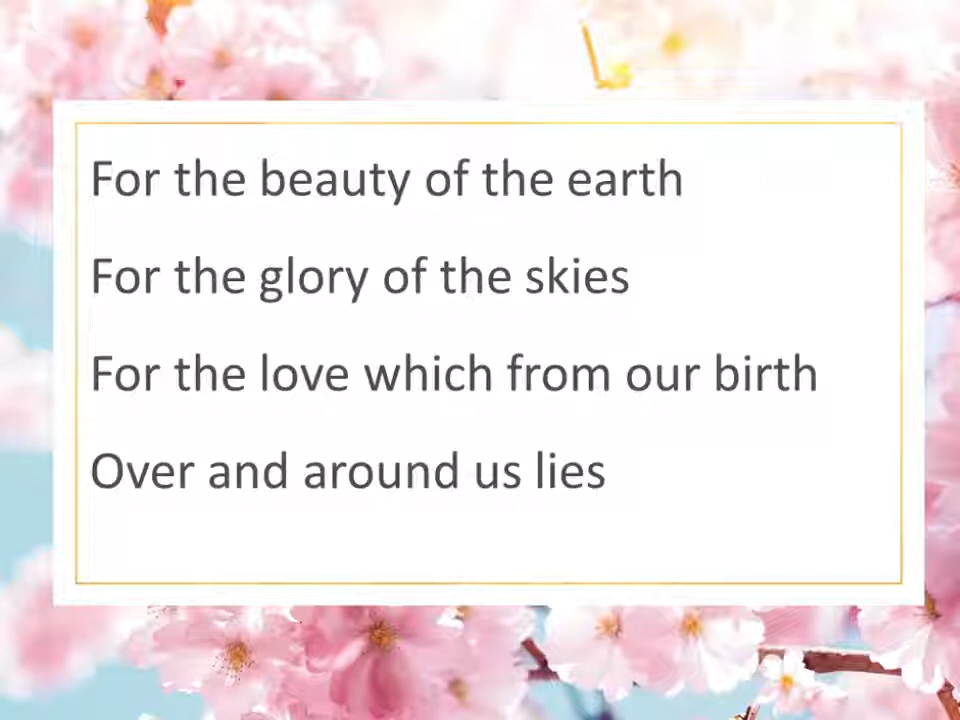 For the beauty of the earth
For the glory of the skies
For the love which from our birth
Over and around us lies